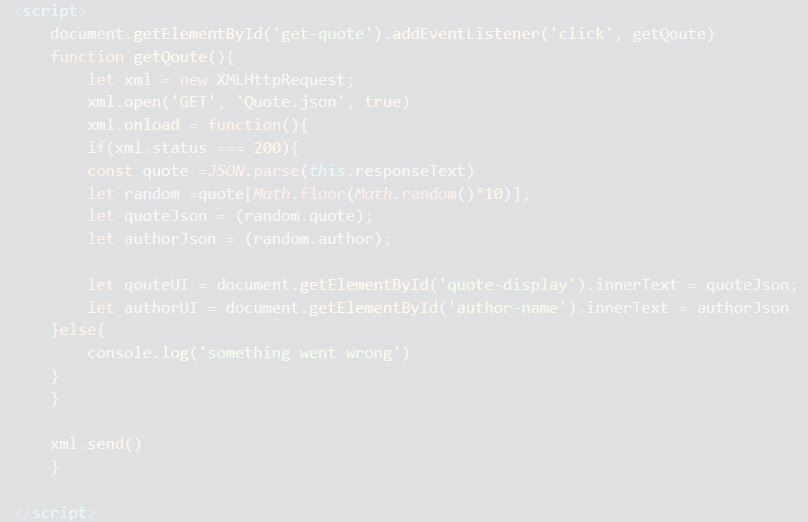 <script>
document.getElementById('get-quote').addEventListener('click', getQoute)
function getQoute(){
let xml = new XMLHttpRequest;
xml.open('GET', 'Quote.json', true)
xml.onload = function(){
if(xml.status === 200){
const quote =JSON.parse(this.responseText)
let random =quote[Math.floor(Math.random()*10)];
let quoteJson = (random.quote);
let authorJson = (random.author);
let qouteUI = document.getElementById('quote-display').innerText = quoteJson;
let authorUI = document.getElementById('author-name').innerText = authorJson
}else{
console.log('something went wrong')
}
}
xml.send()
}
</script>